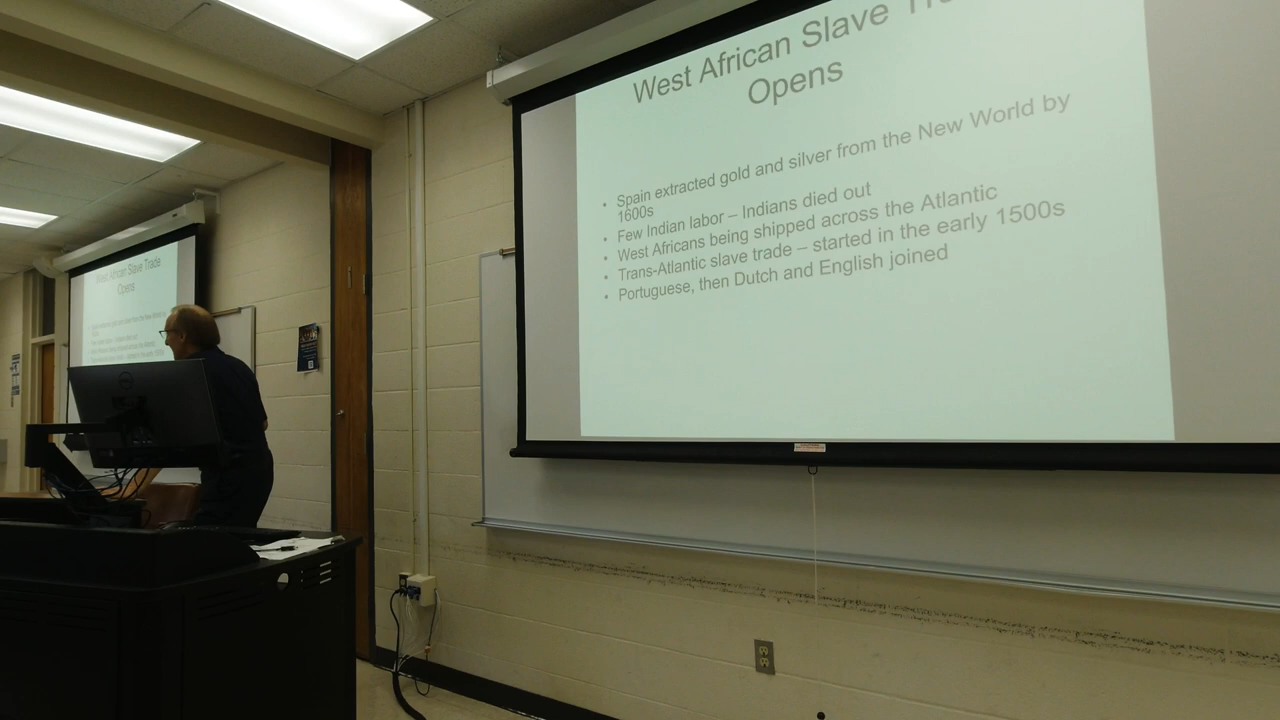 West African Slave Trade
Opens
• Spain extracted gold and silver from the New World by
1600s
• Few Indian labor – Indians died out
• West Africans being shipped across the Atlantic
• Trans-Atlantic slave trade – started in the early 1500s
• Portuguese, then Dutch and English joined
West African Slave Trade
Opens
DELL